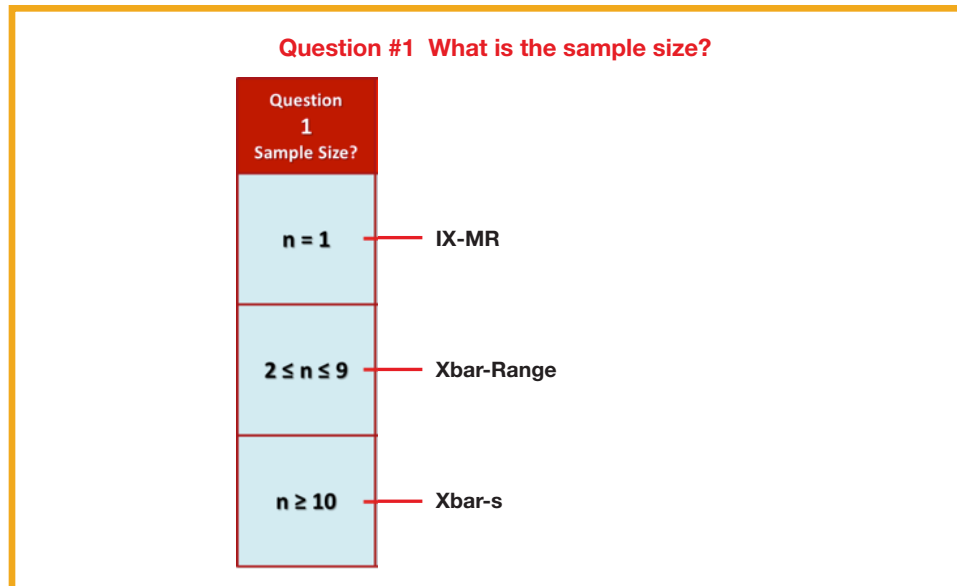 Question #1 What is the sample size?
Question
1
Sample Size?
n = 1
IX-MR
2 ≤ n ≤ 9
Xbar-Range
n ≥ 10
Xbar-s